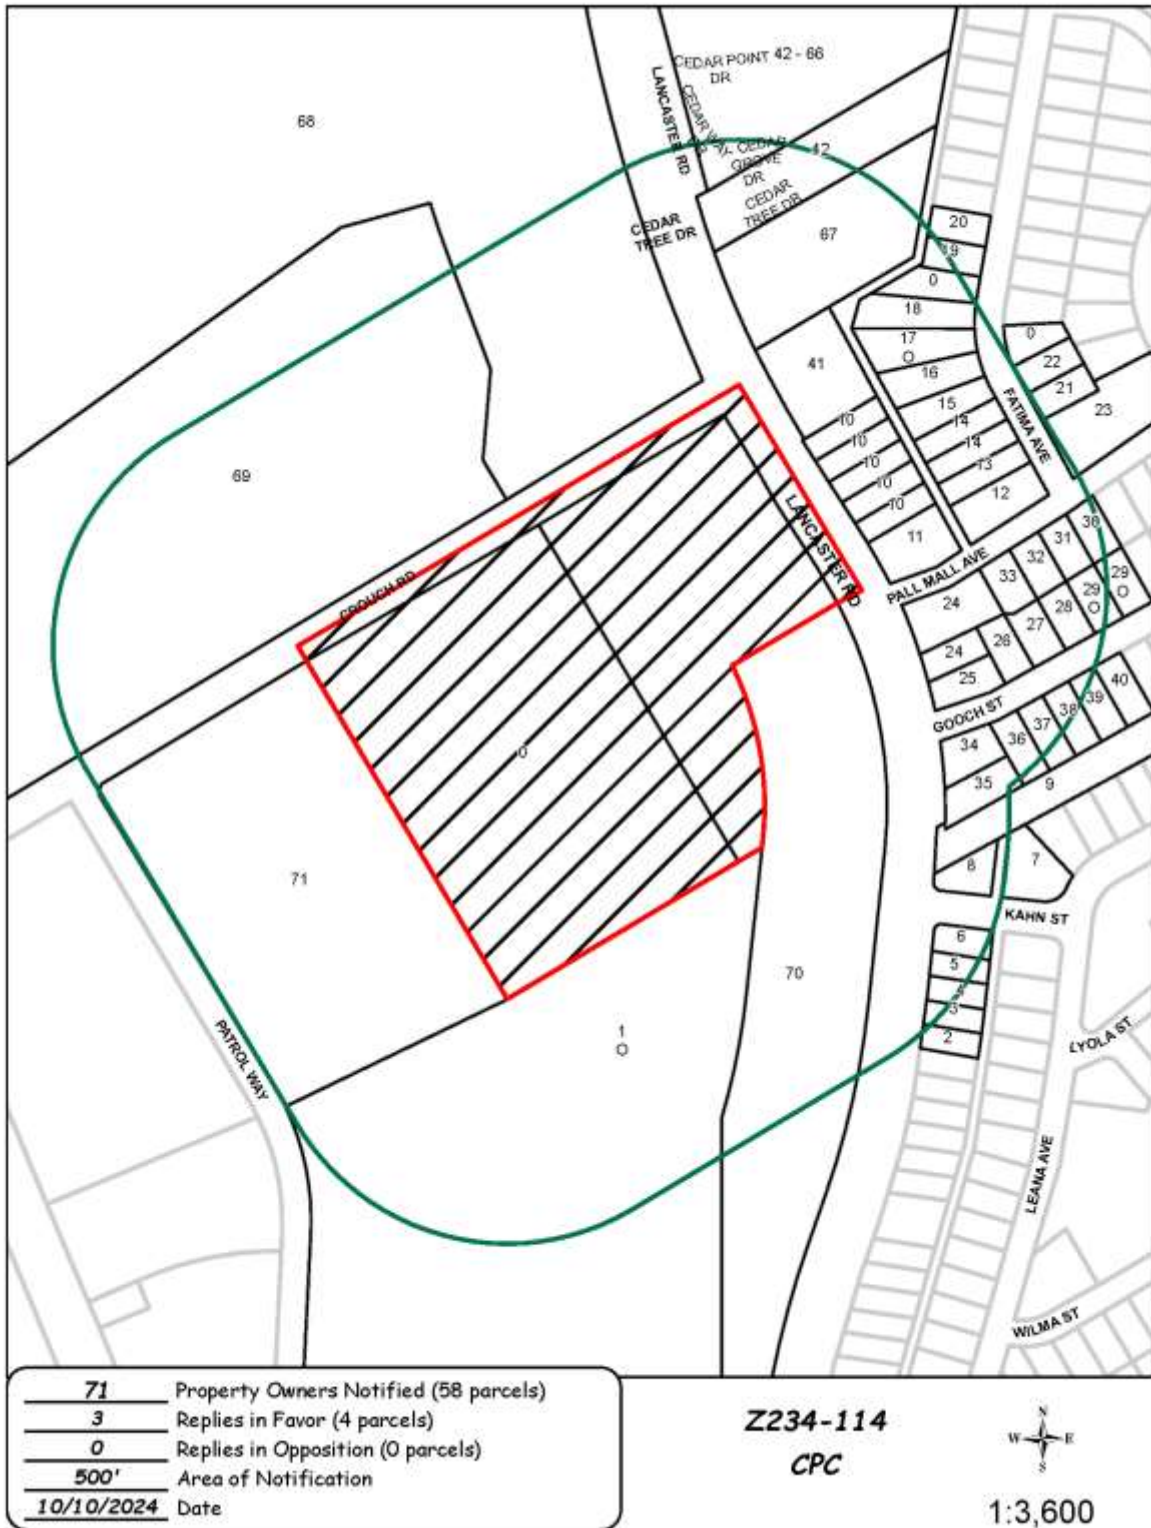 68
CEDAR POINT 42 - 66
DR
LANCASTER RD
CEDAR WAY
CEDAR
GROVE
DR
42
CEDAR
TREE DR
CEDAR
TREE DR
67
20
19
0
18
17
16
15
14
14
13
12
0
22
21
23
FATIMA AVE
41
10
10
10
10
10
11
69
LANCASTER RD
CROUCH RD
PALL MALL AVE
24
33
32
31
30
29
29
28
27
26
24
25
GOOCH ST
40
39
38
37
36
34
35
9
0
71
8
7
KAHN ST
6
5
3
2
70
1
PATROL WAY
LYOLA ST
LEANA AVE
WILMA ST
71 Property Owners Notified (58 parcels)
3 Replies in Favor (4 parcels)
0 Replies in Opposition (0 parcels)
500' Area of Notification
10/10/2024 Date
Z234-114
CPC
N
W E
S
1:3,600